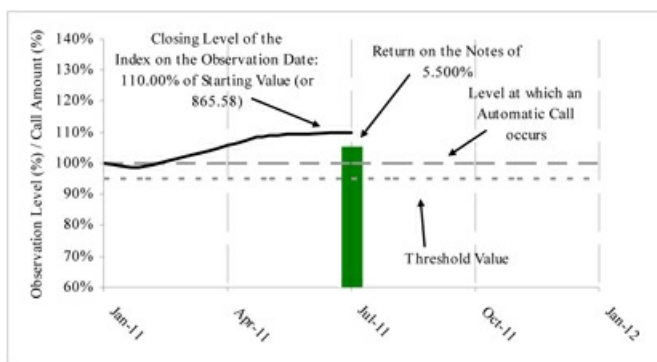 Observation Level (%) / Call Amount (%)
140%
130%
120%
110%
100%
90%
80%
70%
60%
Closing Level of the
Index on the Observation Date:
110.00% of Starting Value (or
865.58)
Return on the Notes of
5.500%
Level at which an
Automatic Call
occurs
Threshold Value
Jan-11
Apr-11
Jul-11
Oct-11
Jan-12